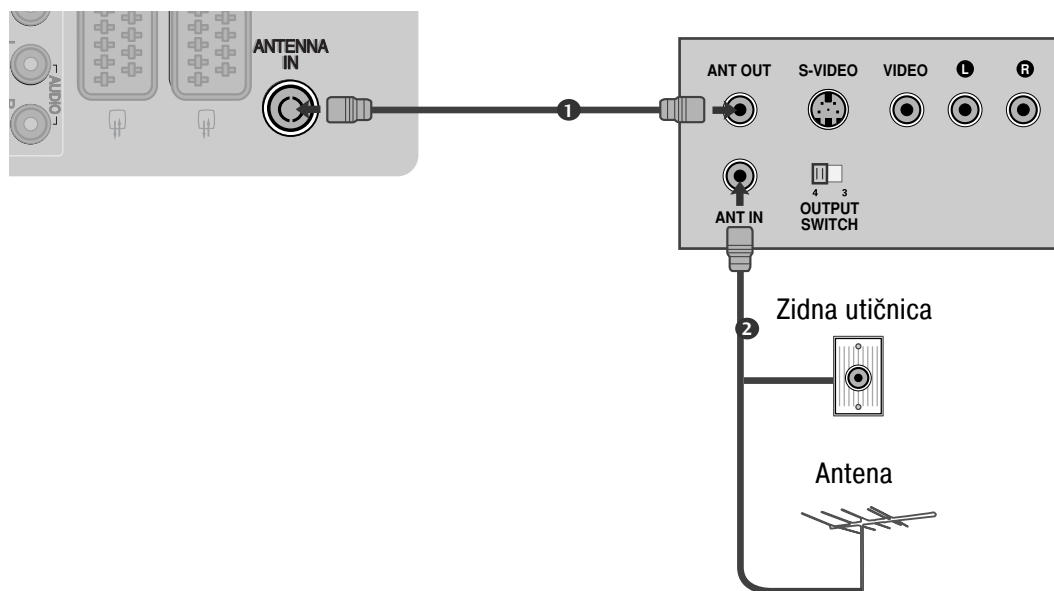 ANTENNA
IN
AUDIO
R
1
ANT OUT
S-VIDEO
VIDEO
L
R
ANT IN
4 3
OUTPUT
SWITCH
2
Zidna utičnica
Antena